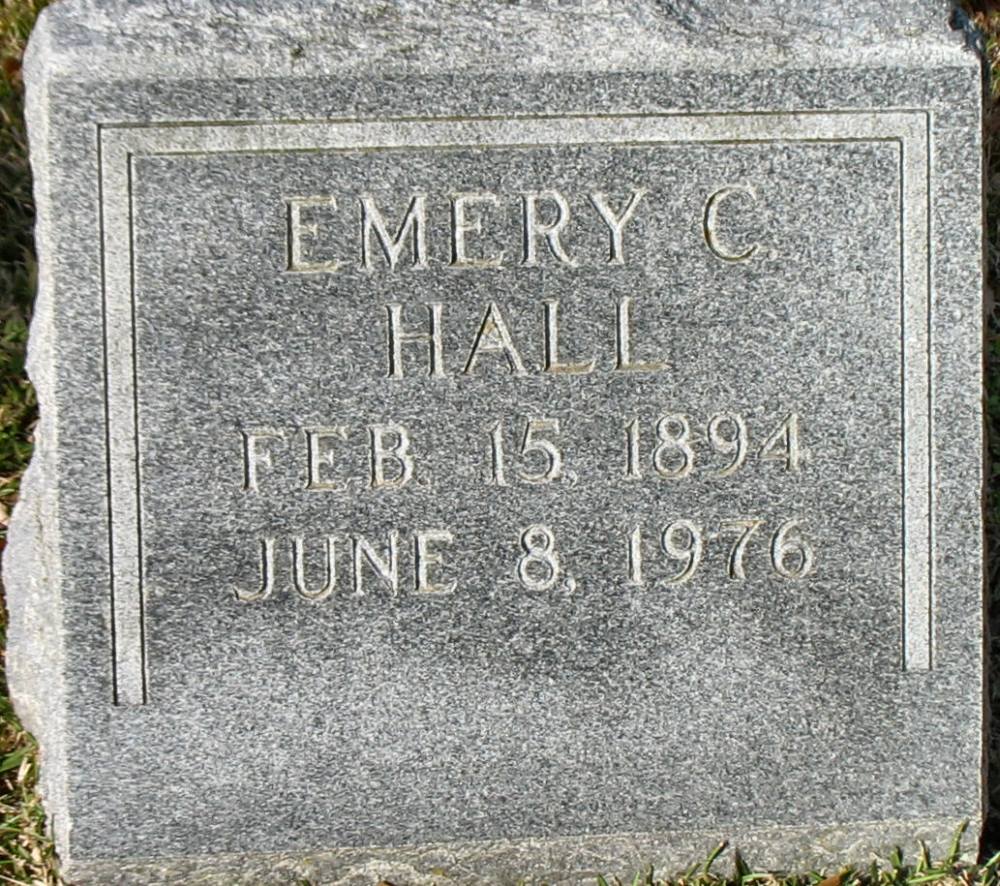 EMERY C.
HALL
FEB. 15, 1894
JUNE 8, 1976